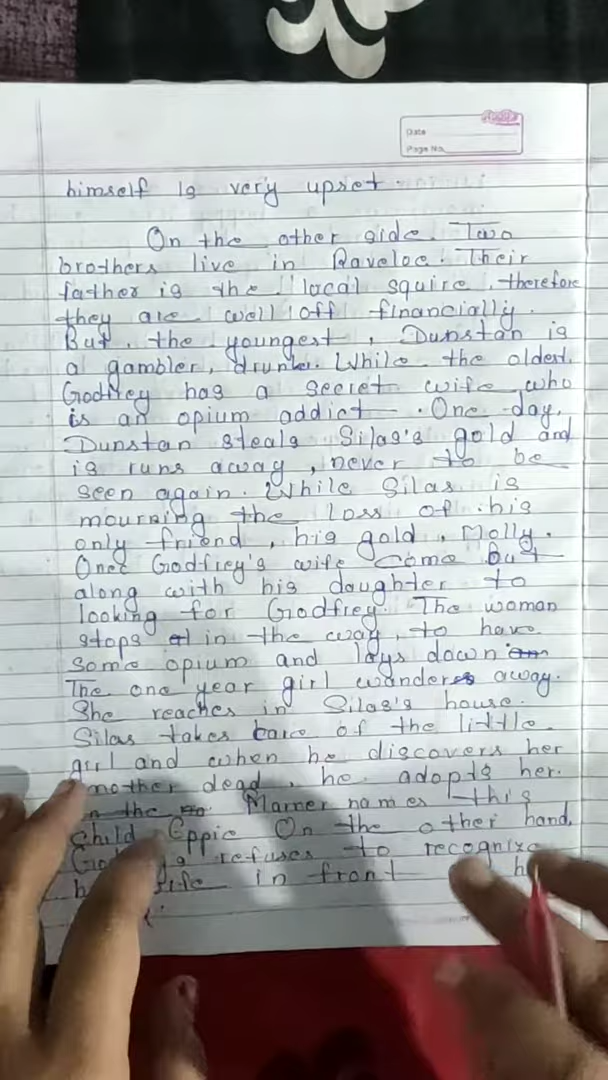 Date
Page No.
himself is very upset.
On the other side. Two
brothers live in Raveloe. Their
father is the local squire, therefore
they are well off financially.
But, the youngest, Dunstan is
a gambler, drunker. While the oldest,
Godfrey has a secret wife who
is an opium addict. One day,
Dunstan steals Silas's gold and
is runs away, never to be
seen again. While Silas is
mourning the loss of his
only friend, his gold, Molly.
Once Godfrey's wife come out
along with his daughter to
looking for Godfrey. The woman
stops in the way, to have
some opium and lays down
The one year girl wanders away.
She reaches in Silas's house.
Silas takes care of the little
girl and when he discovers her
mother dead, he adopts her.
the Marner names this
child Eppie On the other hand,
refuses to recognize
in front